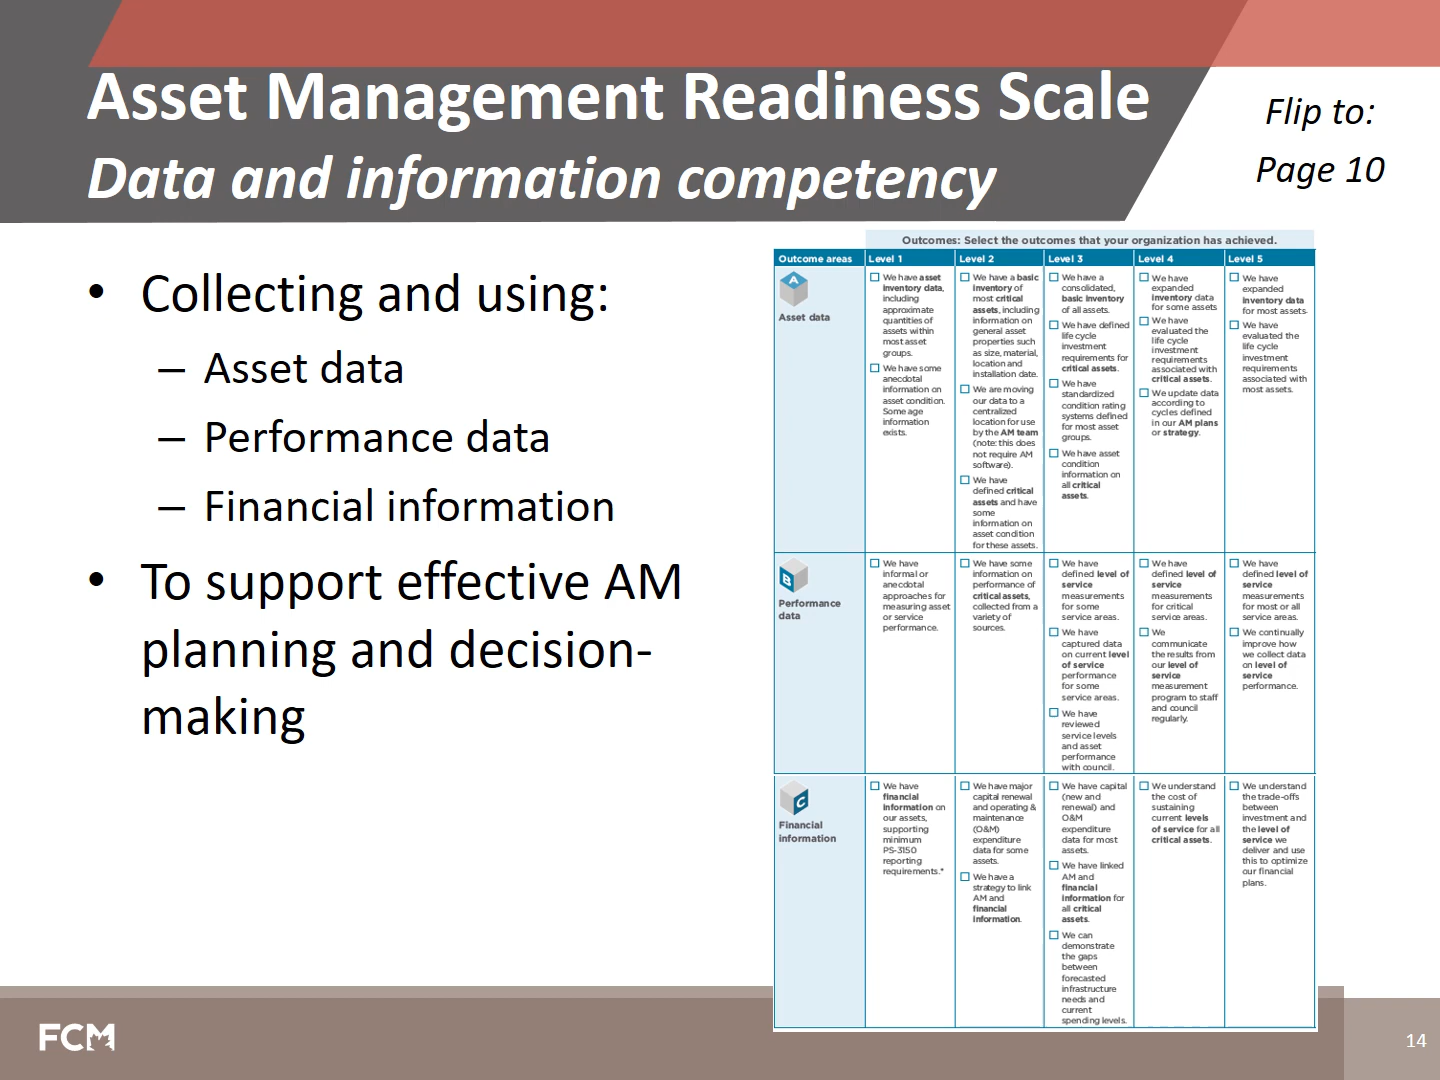 Asset Management Readiness Scale
Data and information competency
Flip to:
Page 10
• Collecting and using:
– Asset data
– Performance data
– Financial information
• To support effective AM
planning and decision-
making
Outcomes: Select the outcomes that your organization has achieved.
Outcome areas
Level 1
Level 2
Level 3
Level 4
Level 5
A
Asset data
We have asset
inventory data,
including
approximate
quantities of
assets within
most asset
groups.
We have some
anecdotal
information on
asset condition.
Some age
information
exists.
We have a basic
inventory of
most critical
assets, including
information on
general asset
properties such
as size, material,
location and
installation date.
We are moving
our data to a
centralized
location for use
by the AM team
(note: this does
not require AM
software).
We have
defined critical
assets and have
some
information on
asset condition
for these assets.
We have a
consolidated,
basic inventory
of all assets.
We have defined
life cycle
investment
requirements for
critical assets.
We have
standardized
condition rating
systems defined
for most asset
groups.
We have asset
condition
information on
all critical
assets.
We have
expanded
inventory data
for some assets
We have
evaluated the
life cycle
investment
requirements
associated with
critical assets.
We update data
according to
cycles defined
in our AM plans
or strategy.
We have
expanded
inventory data
for most assets.
We have
evaluated the
life cycle
investment
requirements
associated with
most assets.
B
Performance
data
We have
informal or
anecdotal
approaches for
measuring asset
or service
performance.
We have some
information on
performance of
critical assets,
collected from a
variety of
sources.
We have
defined level of
service
measurements
for some
service areas.
We have
captured data
on current level
of service
performance
for some
service areas.
We have
reviewed
service levels
and asset
performance
with council.
We have
defined level of
service
measurements
for critical
service areas.
We
communicate
the results from
our level of
service
measurement
program to staff
and council
regularly.
We have
defined level of
service
measurements
for most or all
service areas.
We continually
improve how
we collect data
on level of
service
performance.
C
Financial
information
We have
financial
information on
our assets,
supporting
minimum
PS-3150
reporting
requirements.*
We have major
capital renewal
and operating &
maintenance
(O&M)
expenditure
data for some
assets.
We have a
strategy to link
AM and
financial
information.
We have capital
(new and
renewal) and
O&M
expenditure
data for most
assets.
We have linked
AM and
financial
information for
all critical
assets.
We can
demonstrate
the gaps
between
forecasted
infrastructure
needs and
current
spending levels.
We understand
the cost of
sustaining
current levels
of service for all
critical assets.
We understand
the trade-offs
between
investment and
the level of
service we
deliver and use
this to optimize
our financial
plans.
FCM
14